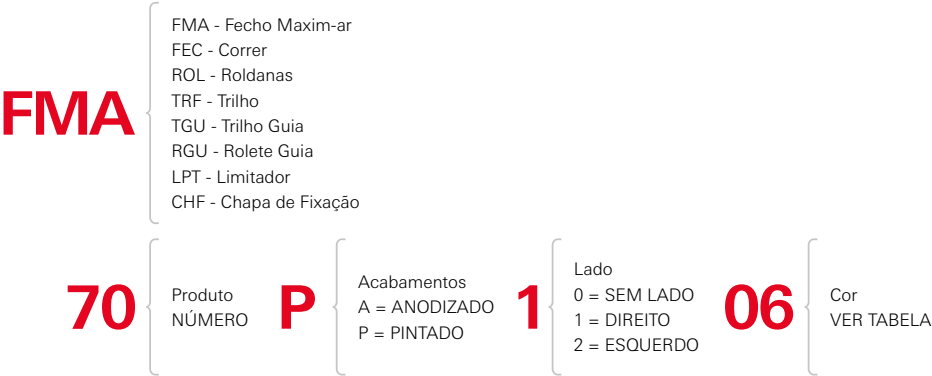 FMA
FMA - Fecho Maxim-ar
FEC - Correr
ROL - Roldanas
TRF - Trilho
TGU - Trilho Guia
RGU - Rolete Guia
LPT - Limitador
CHF - Chapa de Fixação
70
Produto
NÚMERO
P
Acabamentos
A = ANODIZADO
P = PINTADO
1
Lado
0 = SEM LADO
1 = DIREITO
2 = ESQUERDO
06
Cor
VER TABELA